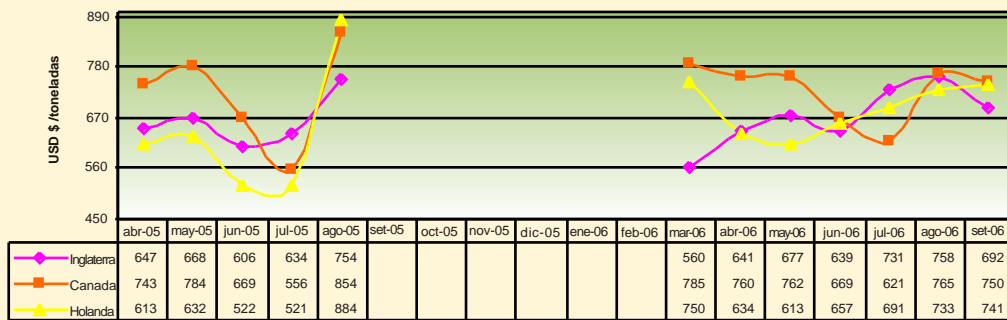 890
780
670
560
450
USD $ /toneladas
abr-05 may-05 jun-05 jul-05 ago-05 set-05 oct-05 nov-05 dic-05 ene-06 feb-06 mar-06 abr-06 may-06 jun-06 jul-06 ago-06 set-06
Inglaterra 647 668 606 634 754 560 641 677 639 731 758 692
Canada 743 784 669 556 854 785 760 762 669 621 765 750
Holanda 613 632 522 521 884 750 634 613 657 691 733 741